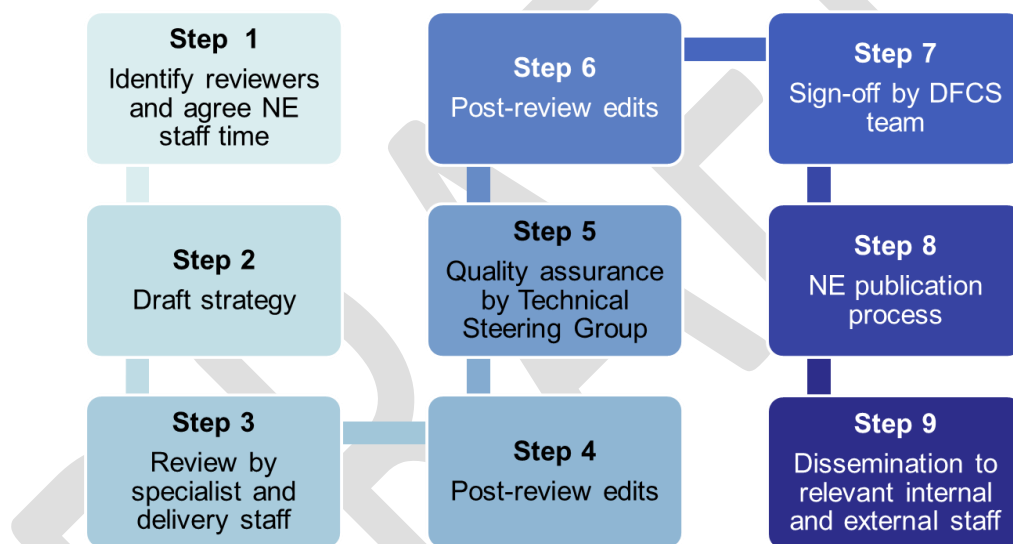 Step 1
Identify reviewers
and agree NE
staff time
Step 2
Draft strategy
Step 3
Review by
specialist and
delivery staff
Step 4
Post-review edits
Step 5
Quality assurance
by Technical
Steering Group
Step 6
Post-review edits
Step 7
Sign-off by DFCS
team
Step 8
NE publication
process
Step 9
Dissemination to
relevant internal
and external staff